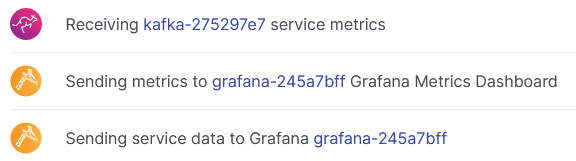 Receiving kafka-275297e7 service metrics
Sending metrics to grafana-245a7bff Grafana Metrics Dashboard
Sending service data to Grafana grafana-245a7bff